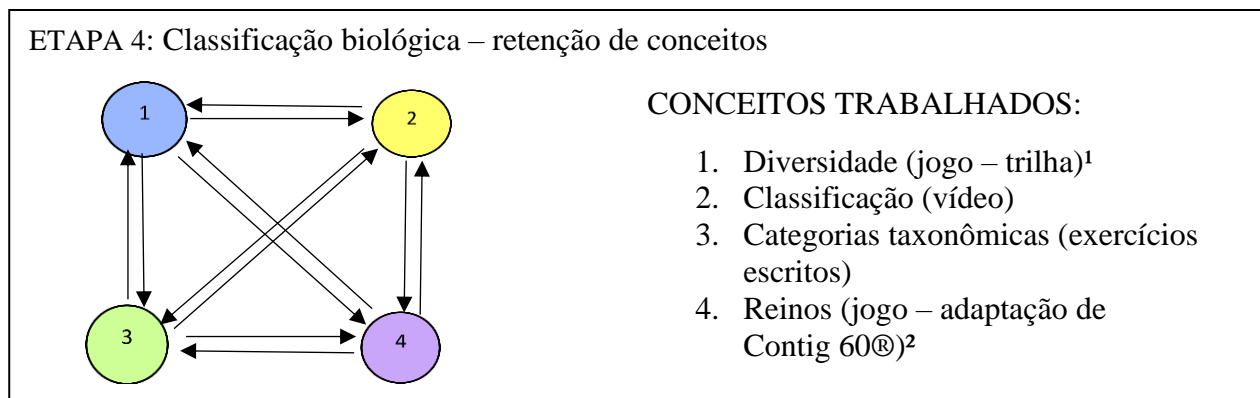 ETAPA 4: Classificação biológica – retenção de conceitos
1
2
3
4
CONCEITOS TRABALHADOS:
1. Diversidade (jogo – trilha)¹
2. Classificação (vídeo)
3. Categorias taxonômicas (exercícios
escritos)
4. Reinos (jogo – adaptação de
Contig 60®)²